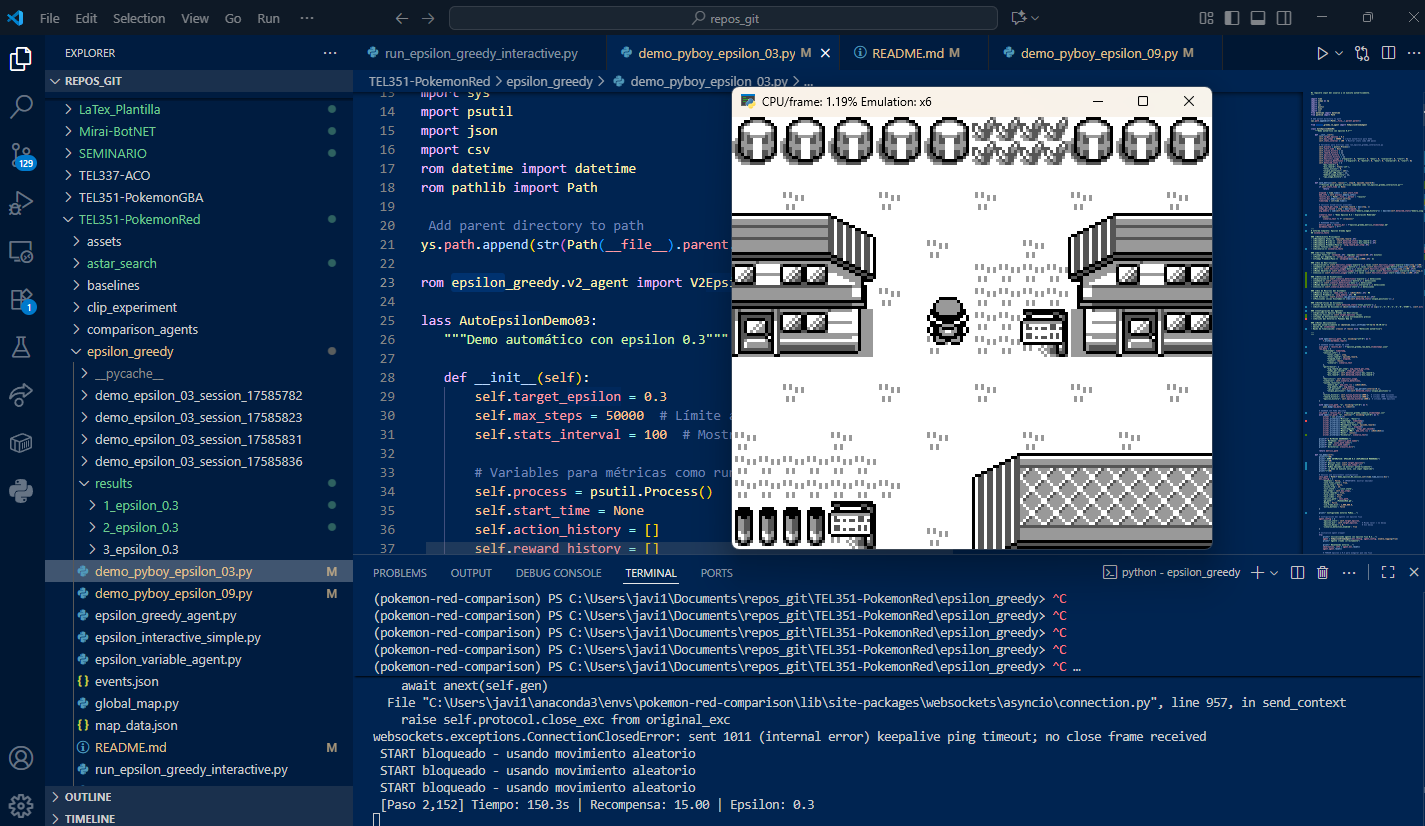 File Edit Selection View Go Run ··· repos_git
EXPLORER ···
REPOS_GIT
LaTex_Plantilla
Mirai-BotNET
SEMINARIO
TEL337-ACO
TEL351-PokemonGBA
TEL351-PokemonRed
assets
astar_search
baselines
clip_experiment
comparison_agents
epsilon_greedy
__pycache__
demo_epsilon_03_session_17585782
demo_epsilon_03_session_17585823
demo_epsilon_03_session_17585831
demo_epsilon_03_session_17585836
results
1_epsilon_0.3
2_epsilon_0.3
3_epsilon_0.3
demo_pyboy_epsilon_03.py M
demo_pyboy_epsilon_09.py M
epsilon_greedy_agent.py
epsilon_interactive_simple.py
epsilon_variable_agent.py
{} events.json
global_map.py
{} map_data.json
README.md M
run_epsilon_greedy_interactive.py
OUTLINE
TIMELINE
129
1
run_epsilon_greedy_interactive.py demo_pyboy_epsilon_03.py M README.md M demo_pyboy_epsilon_09.py M
TEL351-PokemonRed > epsilon_greedy > demo_pyboy_epsilon_03.py > ...
13 mport sys
14 mport psutil
15 mport json
16 mport csv
17 rom datetime import datetime
18 rom pathlib import Path
19
20 Add parent directory to path
21 ys.path.append(str(Path(__file__).parent
22
23 rom epsilon_greedy.v2_agent import V2Eps
24
25 lass AutoEpsilonDemo03:
26 """Demo automático con epsilon 0.3"""
27
28 def __init__(self):
29 self.target_epsilon = 0.3
30 self.max_steps = 50000 # Límite
31 self.stats_interval = 100 # Most
32
33 # Variables para métricas como ru
34 self.process = psutil.Process()
35 self.start_time = None
36 self.action_history = []
37 self.reward_history = []
CPU/frame: 1.19% Emulation: x6
PROBLEMS OUTPUT DEBUG CONSOLE TERMINAL PORTS python - epsilon_greedy
(pokemon-red-comparison) PS C:\Users\javi1\Documents\repos_git\TEL351-PokemonRed\epsilon_greedy> ^C
(pokemon-red-comparison) PS C:\Users\javi1\Documents\repos_git\TEL351-PokemonRed\epsilon_greedy> ^C
(pokemon-red-comparison) PS C:\Users\javi1\Documents\repos_git\TEL351-PokemonRed\epsilon_greedy> ^C
(pokemon-red-comparison) PS C:\Users\javi1\Documents\repos_git\TEL351-PokemonRed\epsilon_greedy> ^C
(pokemon-red-comparison) PS C:\Users\javi1\Documents\repos_git\TEL351-PokemonRed\epsilon_greedy> ^C ...
await anext(self.gen)
File "C:\Users\javi1\anaconda3\envs\pokemon-red-comparison\lib\site-packages\websockets\asyncio\connection.py", line 957, in send_context
raise self.protocol.close_exc from original_exc
websockets.exceptions.ConnectionClosedError: sent 1011 (internal error) keepalive ping timeout; no close frame received
START bloqueado - usando movimiento aleatorio
START bloqueado - usando movimiento aleatorio
START bloqueado - usando movimiento aleatorio
[Paso 2,152] Tiempo: 150.3s | Recompensa: 15.00 | Epsilon: 0.3